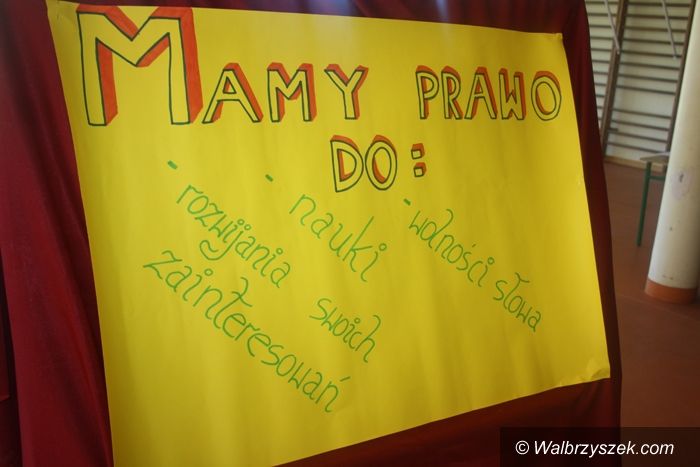 MAMY PRAWO
DO:
- rozwijania swoich
zainteresowań
- nauki
- wolności słowa
© Walbrzyszek.com